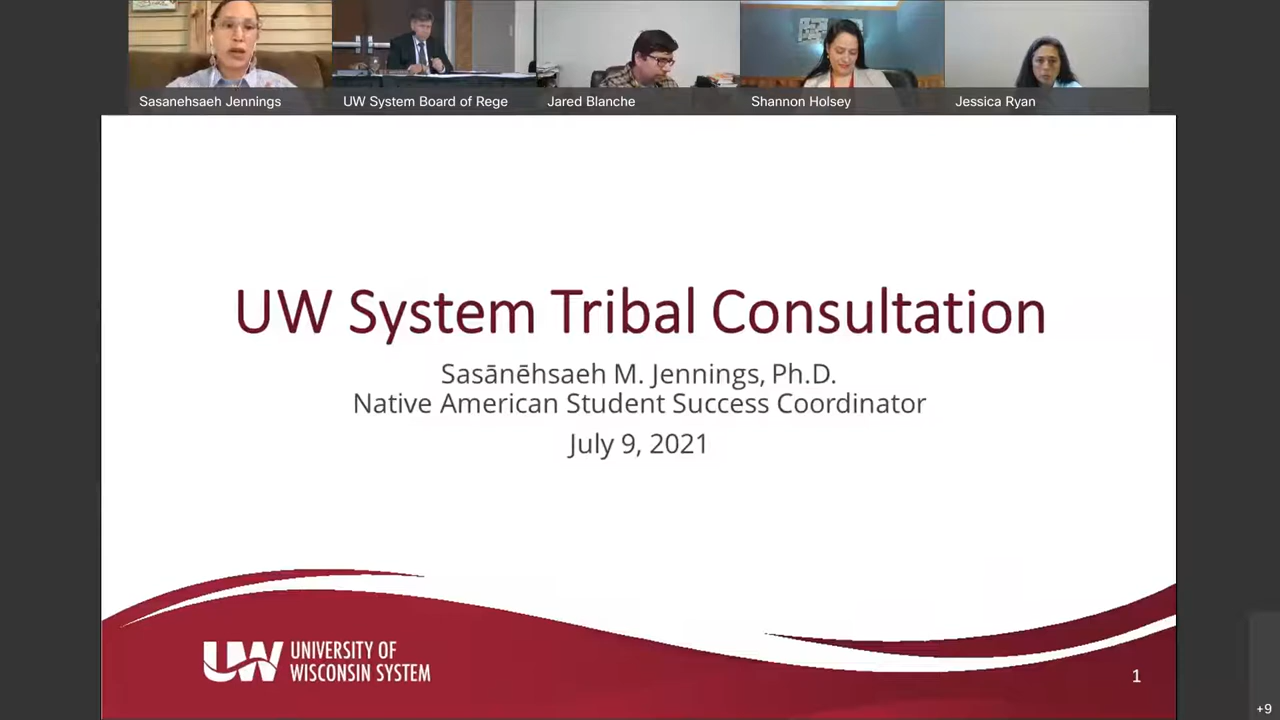 Sasanehsaeh Jennings
UW System Board of Rege
Jared Blanche
Shannon Holsey
Jessica Ryan
UW System Tribal Consultation
Sasānēhsaeh M. Jennings, Ph.D.
Native American Student Success Coordinator
July 9, 2021
UW UNIVERSITY OF
WISCONSIN SYSTEM
1
+9